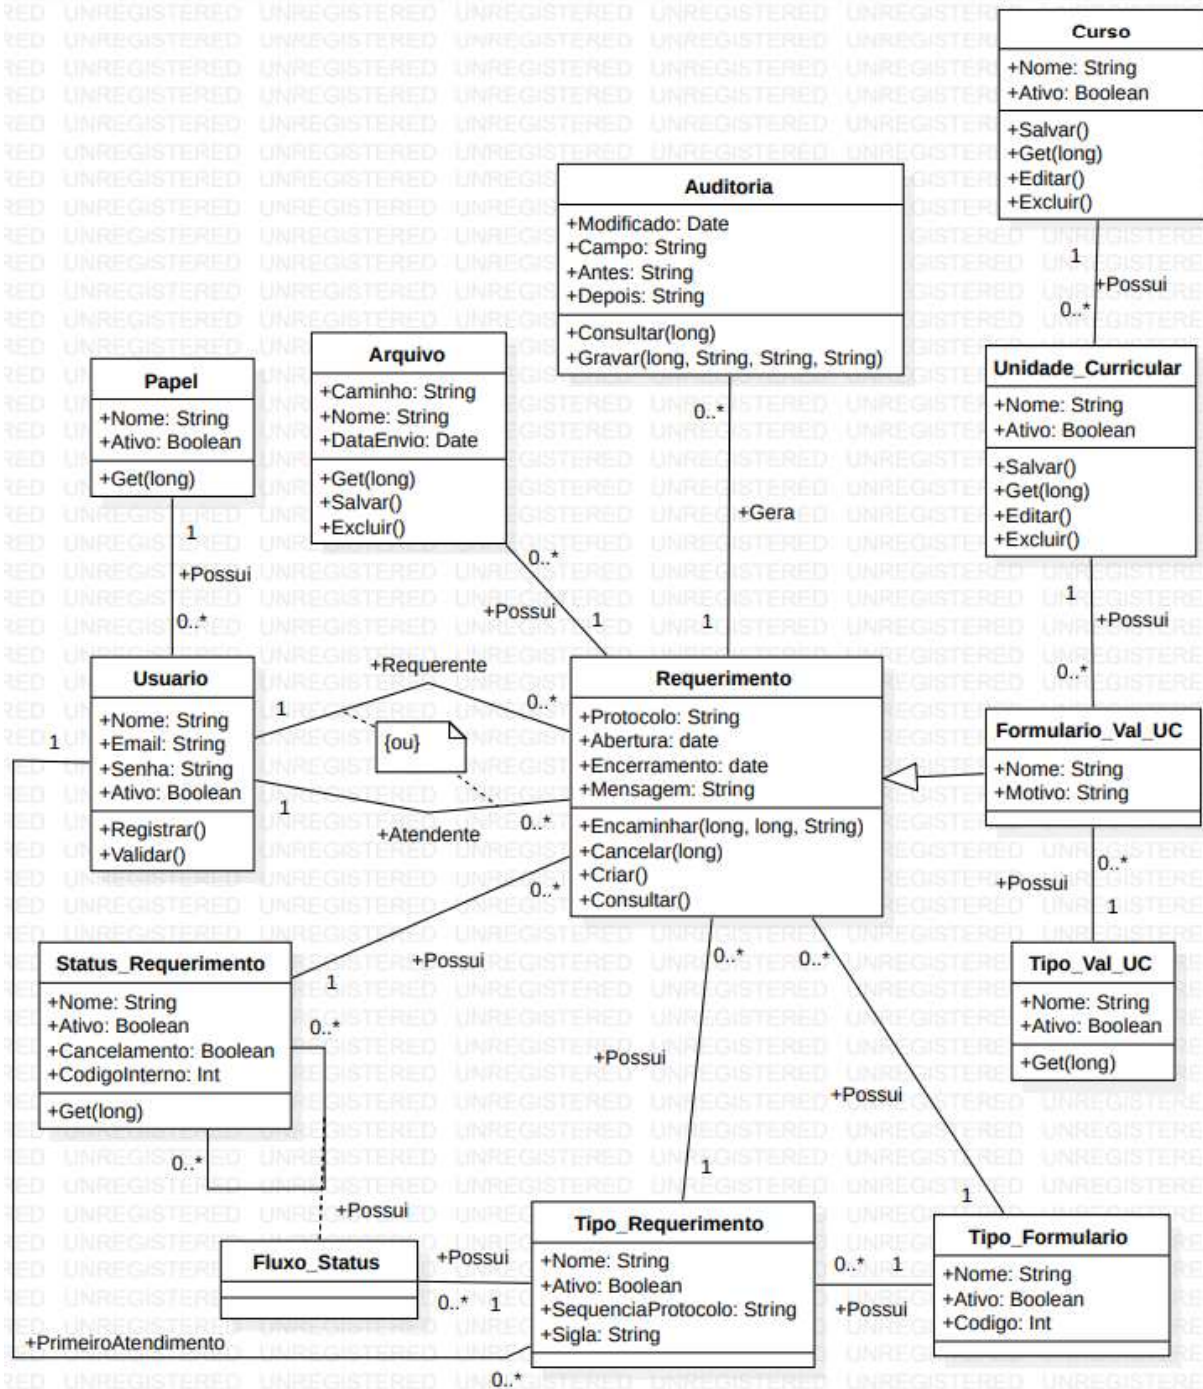 Curso
+Nome: String
+Ativo: Boolean
+Salvar()
+Get(long)
+Editar()
+Excluir()
1
+Possui
0..*
Auditoria
+Modificado: Date
+Campo: String
+Antes: String
+Depois: String
+Consultar(long)
+Gravar(long, String, String, String)
0..*
+Gera
1
Arquivo
+Caminho: String
+Nome: String
+DataEnvio: Date
+Get(long)
+Salvar()
+Excluir()
0..*
+Possui
1
Papel
+Nome: String
+Ativo: Boolean
+Get(long)
1
+Possui
0..*
Unidade_Curricular
+Nome: String
+Ativo: Boolean
+Salvar()
+Get(long)
+Editar()
+Excluir()
1
+Possui
0..*
Usuario
+Nome: String
+Email: String
+Senha: String
+Ativo: Boolean
+Registrar()
+Validar()
1
+Requerente
1
0..*
{ou}
1
+Atendente
0..*
Requerimento
+Protocolo: String
+Abertura: date
+Encerramento: date
+Mensagem: String
+Encaminhar(long, long, String)
+Cancelar(long)
+Criar()
+Consultar()
Formulario_Val_UC
+Nome: String
+Motivo: String
0..*
+Possui
1
Tipo_Val_UC
+Nome: String
+Ativo: Boolean
+Get(long)
0..*
+Possui
1
Status_Requerimento
+Nome: String
+Ativo: Boolean
+Cancelamento: Boolean
+CodigoInterno: Int
+Get(long)
0..*
0..*
+Possui
0..*
+Possui
1
0..*
+Possui
1
Fluxo_Status
+Possui
0..*
1
Tipo_Requerimento
+Nome: String
+Ativo: Boolean
+SequenciaProtocolo: String
+Sigla: String
0..*
1
+Possui
Tipo_Formulario
+Nome: String
+Ativo: Boolean
+Codigo: Int
+PrimeiroAtendimento
0..*
UNREGISTERED